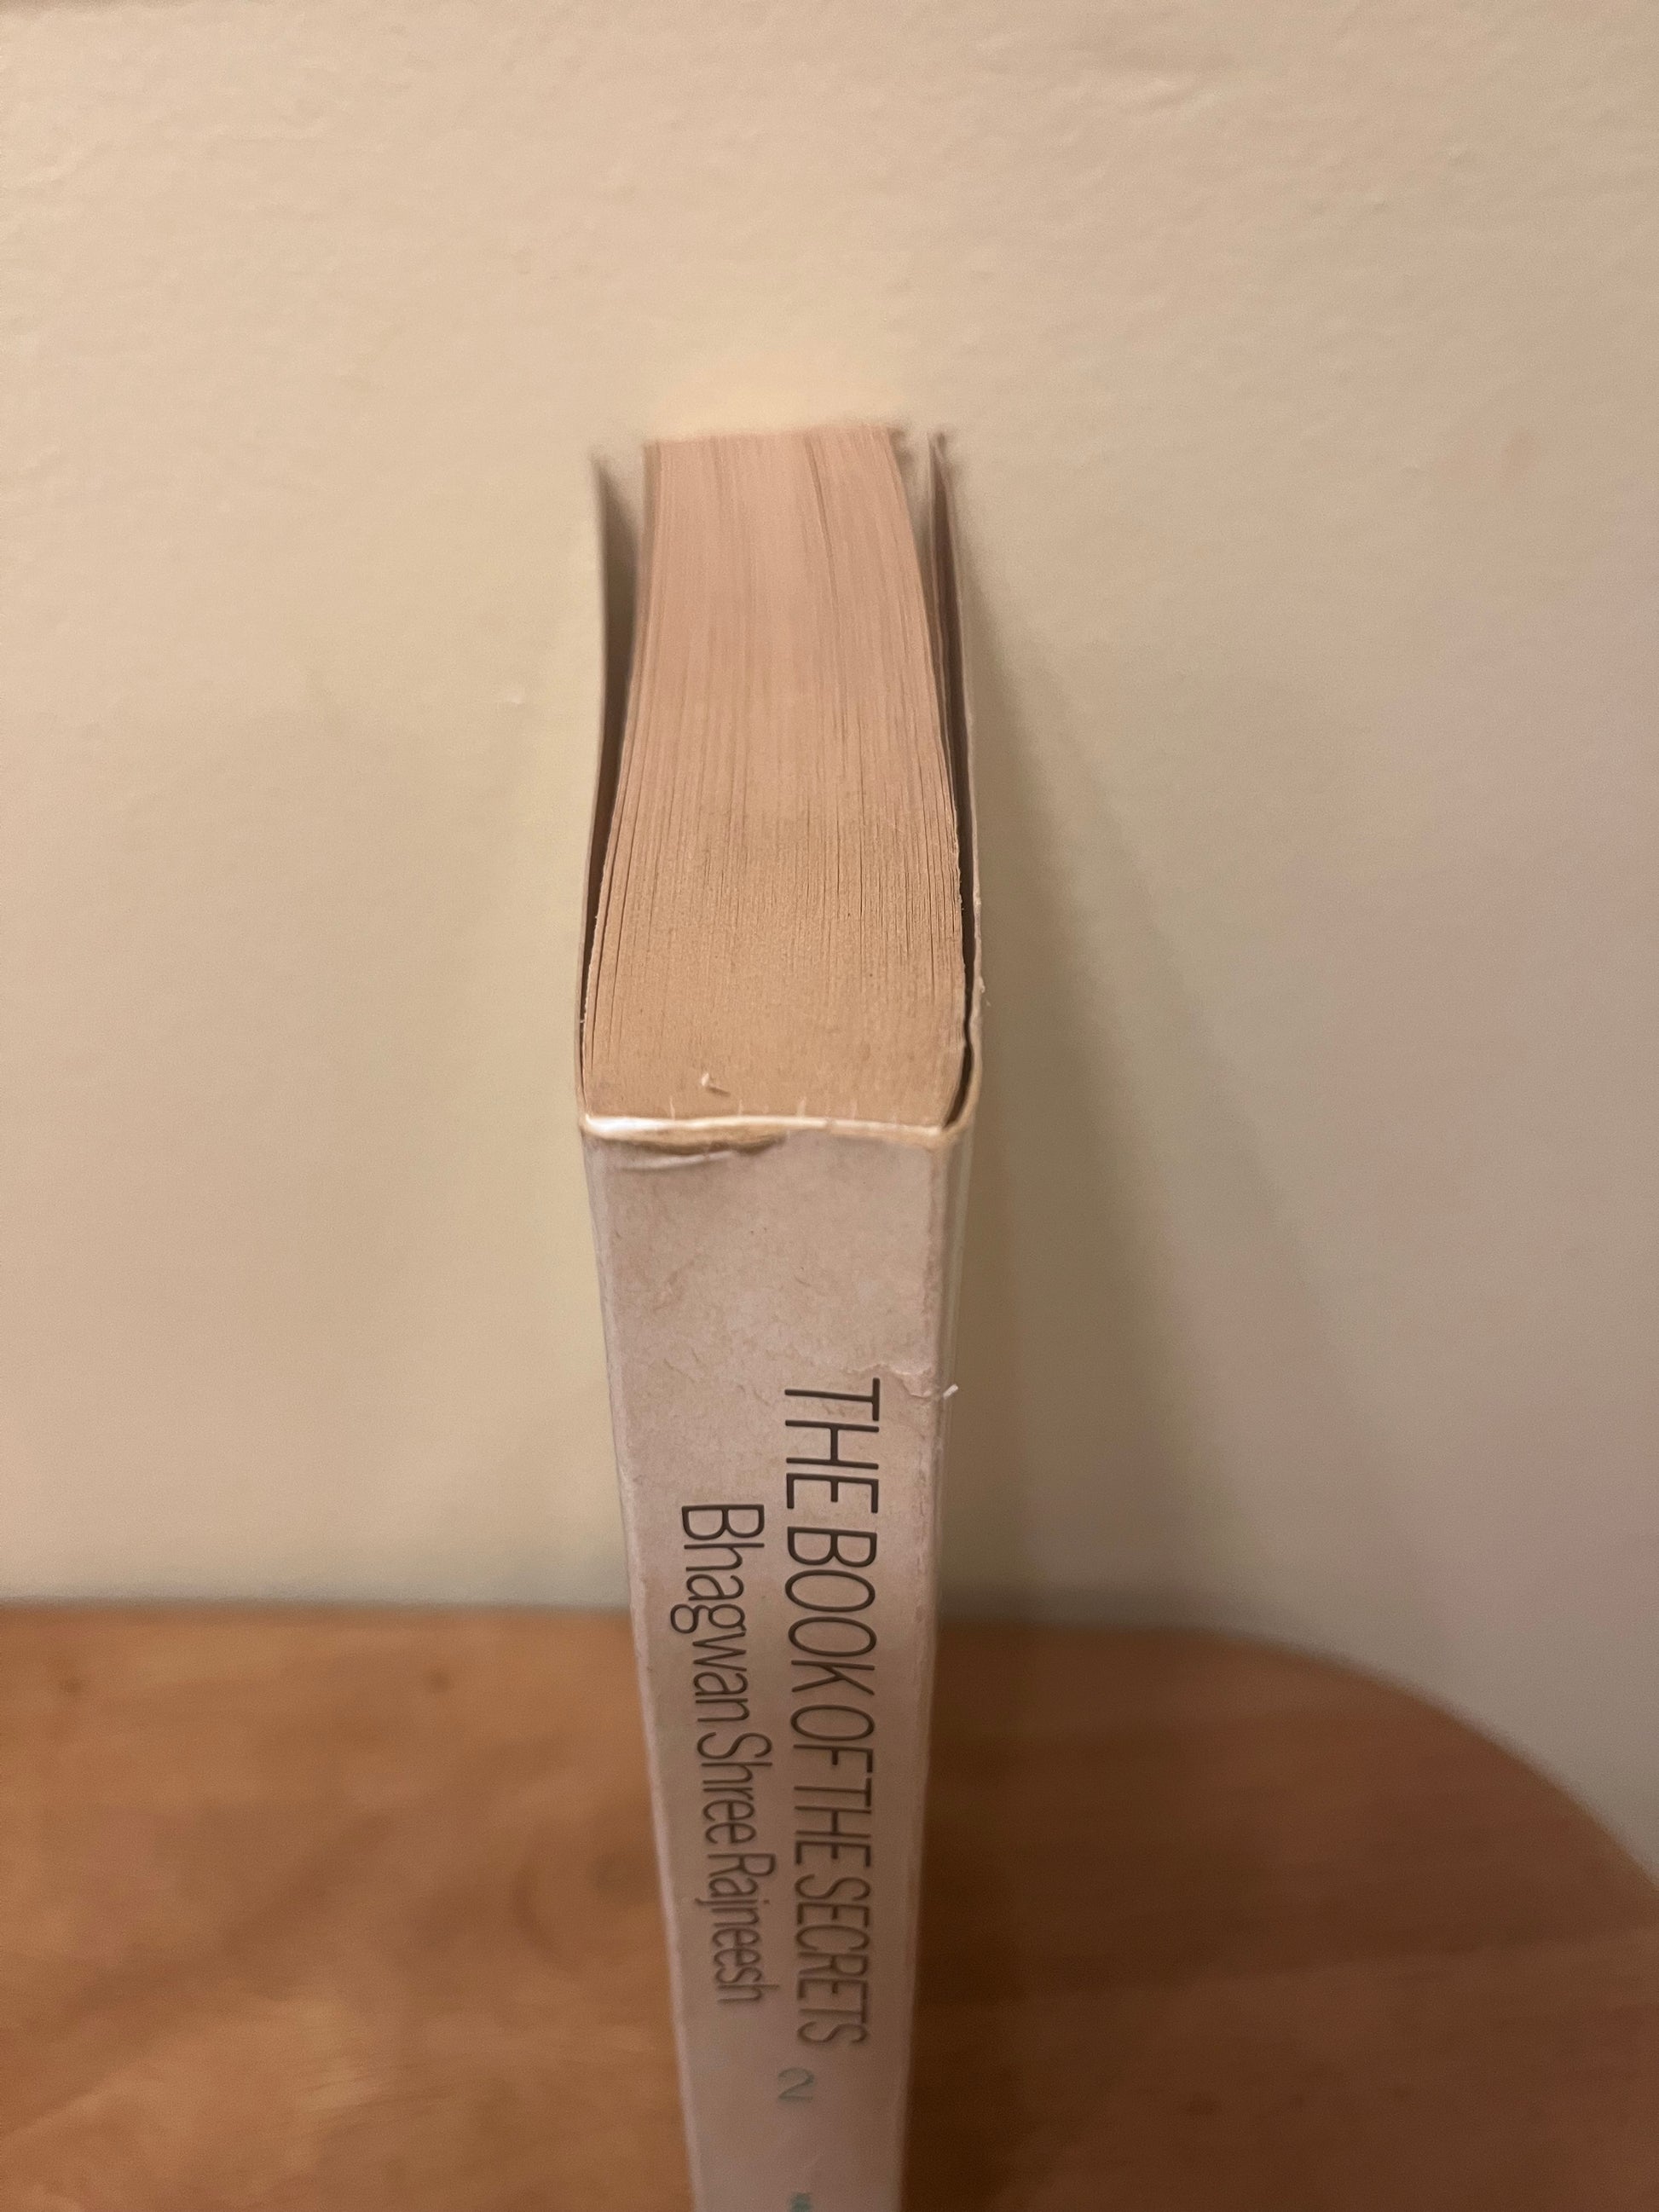 THE BOOK OF THE SECRETS 2
Bhagwan Shree Rajneesh